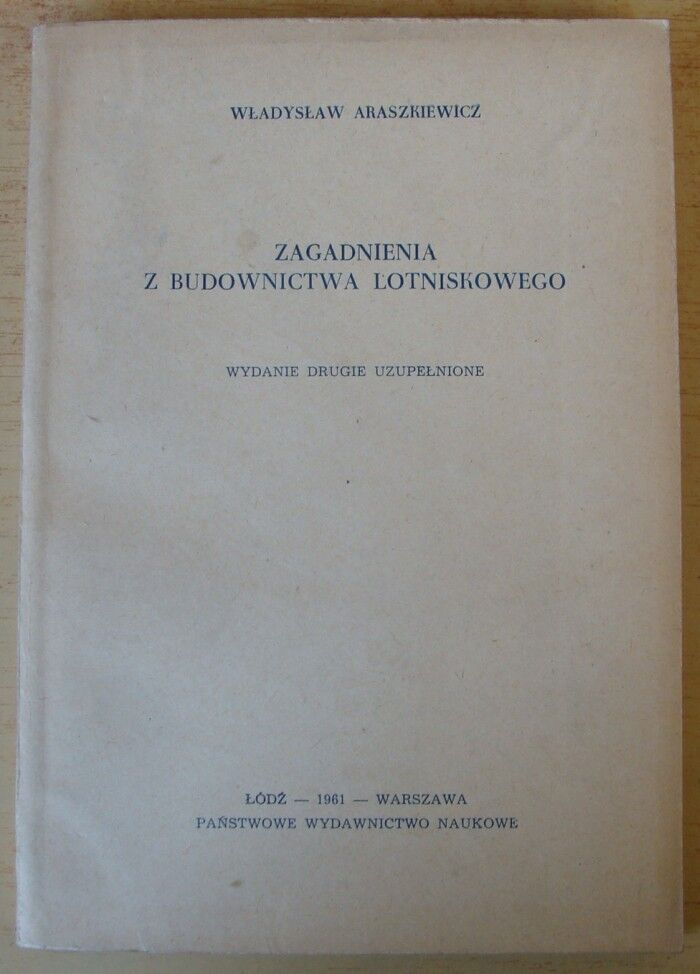 WŁADYSŁAW ARASZKIEWICZ
ZAGADNIENIA
Z BUDOWNICTWA LOTNISKOWEGO
WYDANIE DRUGIE UZUPEŁNIONE
ŁÓDŹ — 1961 — WARSZAWA
PAŃSTWOWE WYDAWNICTWO NAUKOWE